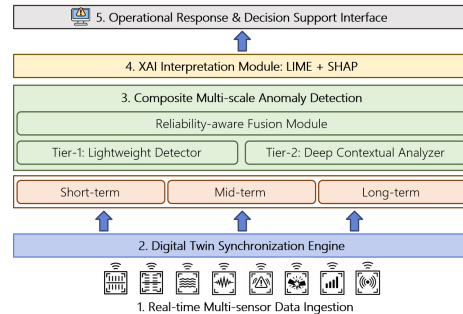 5. Operational Response & Decision Support Interface
4. XAI Interpretation Module: LIME + SHAP
3. Composite Multi-scale Anomaly Detection
Reliability-aware Fusion Module
Tier-1: Lightweight Detector
Tier-2: Deep Contextual Analyzer
Short-term
Mid-term
Long-term
2. Digital Twin Synchronization Engine
1. Real-time Multi-sensor Data Ingestion